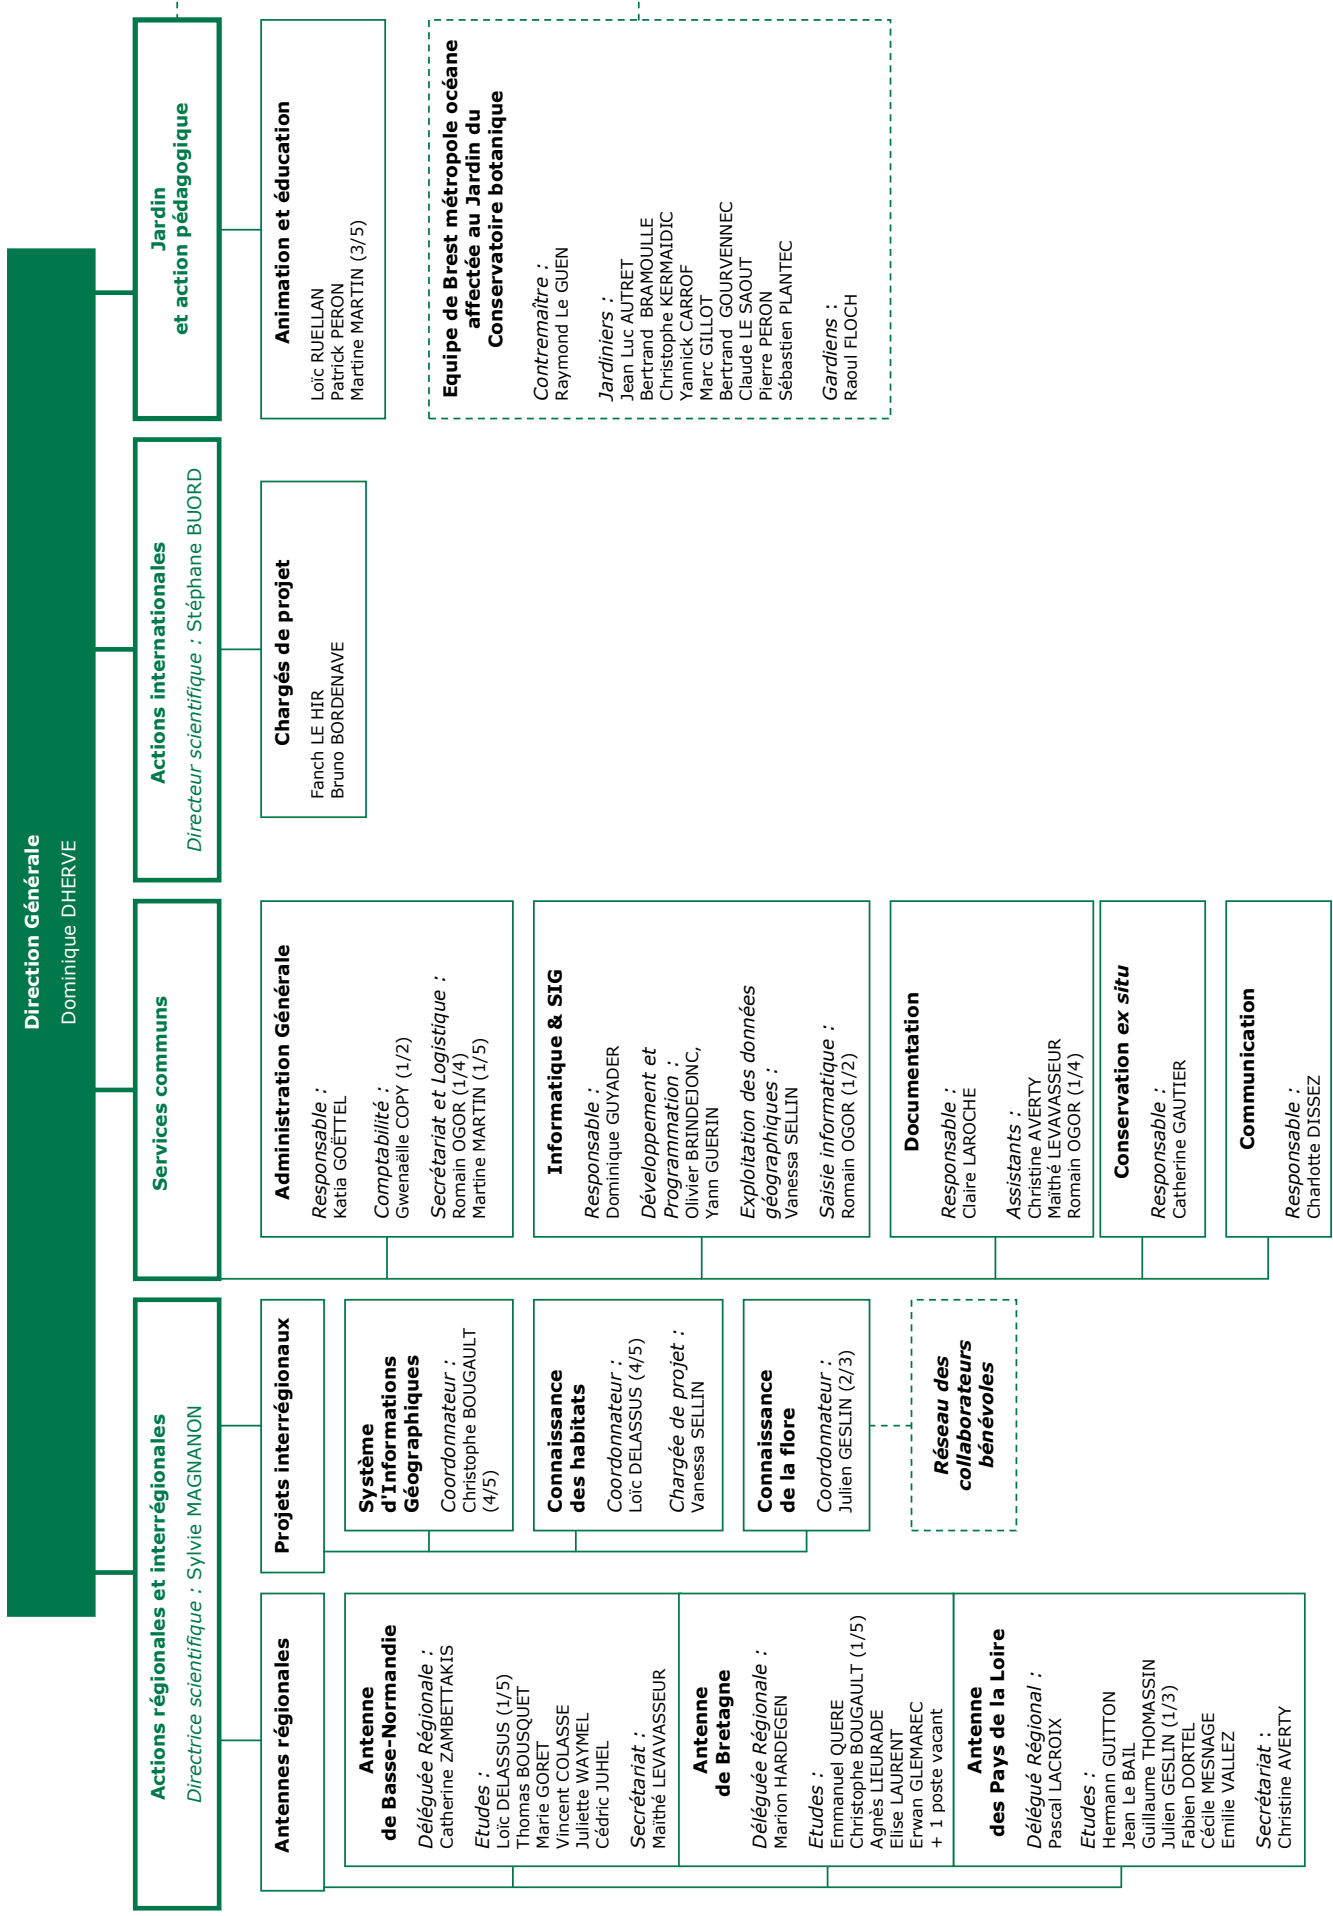 Direction Générale
Dominique DHERVE
Actions régionales et interrégionales
Directrice scientifique : Sylvie MAGNANON
Antennes régionales
Antenne
de Basse-Normandie
Déléguée Régionale :
Catherine ZAMBETTAKIS
Etudes :
Loïc DELASSUS (1/5)
Thomas BOUSQUET
Marie GORET
Vincent COLASSE
Juliette WAYMEL
Cédric JUHEL
Secrétariat :
Maïthé LEVAVASSEUR
Antenne
de Bretagne
Déléguée Régionale :
Marion HARDEGEN
Etudes :
Emmanuel QUERE
Christophe BOUGAULT (1/5)
Agnès LIEURADE
Elise LAURENT
Erwan GLEMAREC
+ 1 poste vacant
Antenne
des Pays de la Loire
Délégué Régional :
Pascal LACROIX
Etudes :
Hermann GUITTON
Jean Le BAIL
Guillaume THOMASSIN
Julien GESLIN (1/3)
Fabien DORTEL
Cécile MESNAGE
Emilie VALLEZ
Secrétariat :
Christine AVERTY
Projets interrégionaux
Système
d'Informations
Géographiques
Coordonnateur :
Christophe BOUGAULT
(4/5)
Connaissance
des habitats
Coordonnateur :
Loïc DELASSUS (4/5)
Chargée de projet :
Vanessa SELLIN
Connaissance
de la flore
Coordonnateur :
Julien GESLIN (2/3)
Réseau des
collaborateurs
bénévoles
Services communs
Administration Générale
Responsable :
Katia GOËTTEL
Comptabilité :
Gwenaëlle COPY (1/2)
Secrétariat et Logistique :
Romain OGOR (1/4)
Martine MARTIN (1/5)
Informatique & SIG
Responsable :
Dominique GUYADER
Développement et
Programmation :
Olivier BRINDEJONC,
Yann GUERIN
Exploitation des données
géographiques :
Vanessa SELLIN
Saisie informatique :
Romain OGOR (1/2)
Documentation
Responsable :
Claire LAROCHE
Assistants :
Christine AVERTY
Maïthé LEVAVASSEUR
Romain OGOR (1/4)
Conservation ex situ
Responsable :
Catherine GAUTIER
Communication
Responsable :
Charlotte DISSEZ
Actions internationales
Directeur scientifique : Stéphane BUORD
Chargés de projet
Fanch LE HIR
Bruno BORDENAVE
Jardin
et action pédagogique
Animation et éducation
Loïc RUELLAN
Patrick PERON
Martine MARTIN (3/5)
Equipe de Brest métropole océane
affectée au Jardin du
Conservatoire botanique
Contremaître :
Raymond Le GUEN
Jardiniers :
Jean Luc AUTRET
Bertrand BRAMOULLE
Christophe KERMAIDIC
Yannick CARROF
Marc GILLOT
Bertrand GOURVENNEC
Claude LE SAOUT
Pierre PERON
Sébastien PLANTEC
Gardiens :
Raoul FLOCH